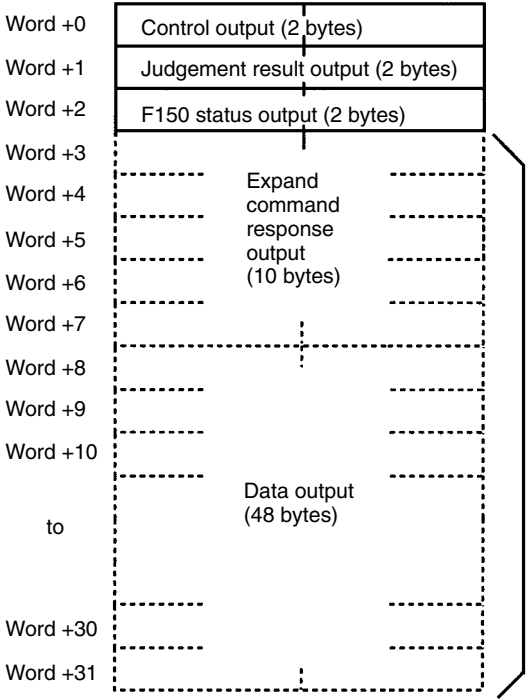 Word +0 Control output (2 bytes)
Word +1 Judgement result output (2 bytes)
Word +2 F150 status output (2 bytes)
Word +3
Word +4
Word +5
Word +6
Word +7
Expand
command
response
output
(10 bytes)
Word +8
Word +9
Word +10
to
Word +30
Word +31
Data output
(48 bytes)